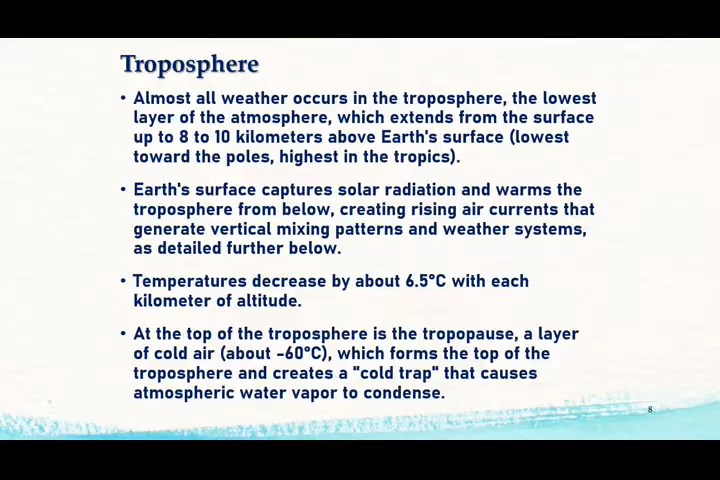 Troposphere
• Almost all weather occurs in the troposphere, the lowest
layer of the atmosphere, which extends from the surface
up to 8 to 10 kilometers above Earth's surface (lowest
toward the poles, highest in the tropics).
• Earth's surface captures solar radiation and warms the
troposphere from below, creating rising air currents that
generate vertical mixing patterns and weather systems,
as detailed further below.
• Temperatures decrease by about 6.5°C with each
kilometer of altitude.
• At the top of the troposphere is the tropopause, a layer
of cold air (about -60°C), which forms the top of the
troposphere and creates a "cold trap" that causes
atmospheric water vapor to condense.
8